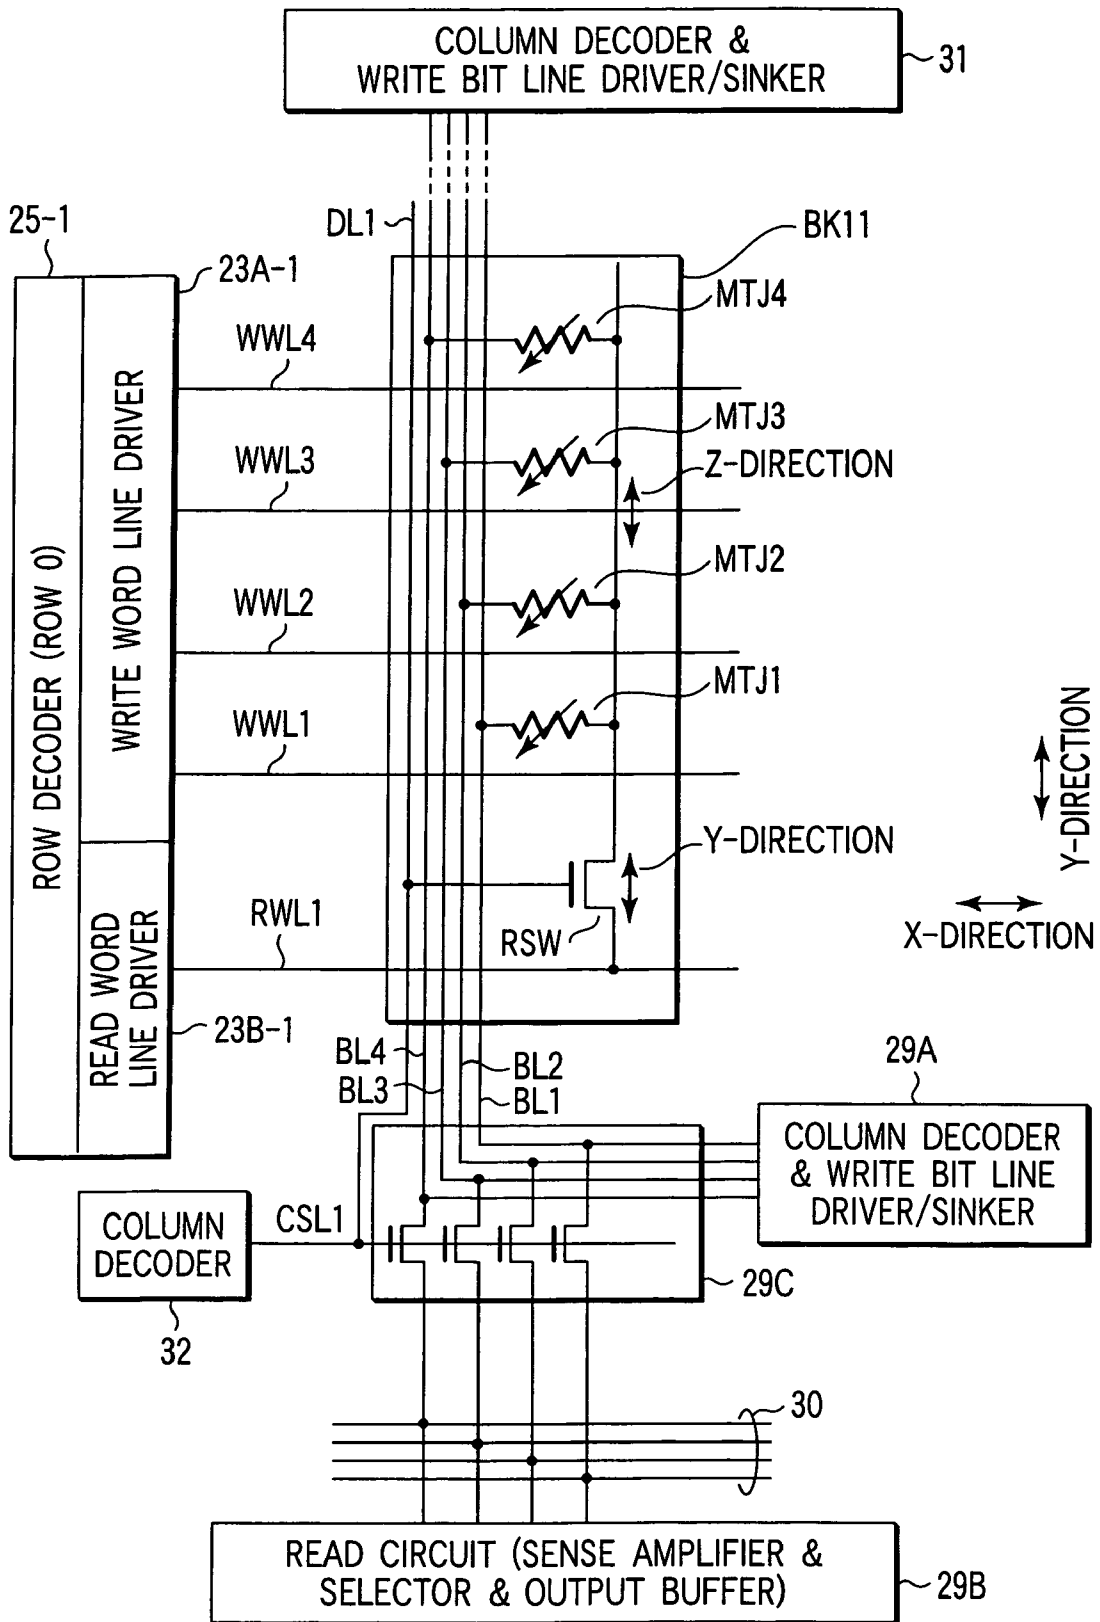 COLUMN DECODER &
WRITE BIT LINE DRIVER/SINKER
31
25-1
DL1
BK11
23A-1
MTJ4
WWL4
MTJ3
WWL3
Z-DIRECTION
MTJ2
WWL2
MTJ1
WWL1
ROW DECODER (ROW 0)
WRITE WORD LINE DRIVER
Y-DIRECTION
Y-DIRECTION
RWL1
RSW
X-DIRECTION
READ WORD
LINE DRIVER
23B-1
BL4
BL2
29A
BL3
BL1
COLUMN DECODER
& WRITE BIT LINE
DRIVER/SINKER
COLUMN
DECODER
CSL1
29C
32
30
READ CIRCUIT (SENSE AMPLIFIER &
SELECTOR & OUTPUT BUFFER)
29B